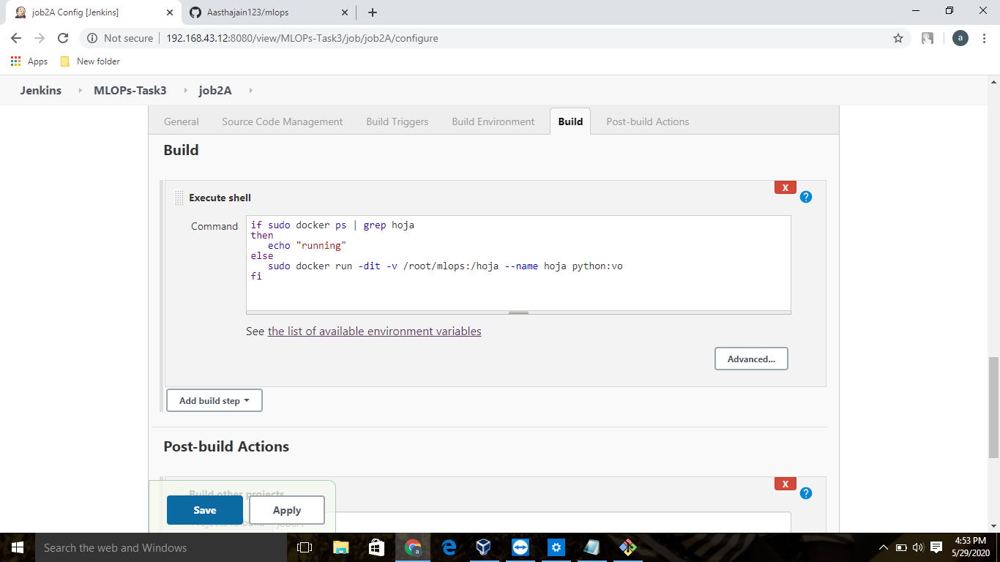 job2A Config [Jenkins]
Aasthajain123/mlops
Not secure
192.168.43.12:8080/view/MLOPs-Task3/job/job2A/configure
a
Apps
New folder
Jenkins
MLOPs-Task3
job2A
General
Source Code Management
Build Triggers
Build Environment
Build
Post-build Actions
Build
X
Execute shell
?
Command
if sudo docker ps | grep hoja
then
echo "running"
else
sudo docker run -dit -v /root/mlops:/hoja --name hoja python:vo
fi
See the list of available environment variables
Advanced...
Add build step
Post-build Actions
X
Build other projects
?
Save
Apply
Projects to build
Search the web and Windows
4:53 PM
5/29/2020